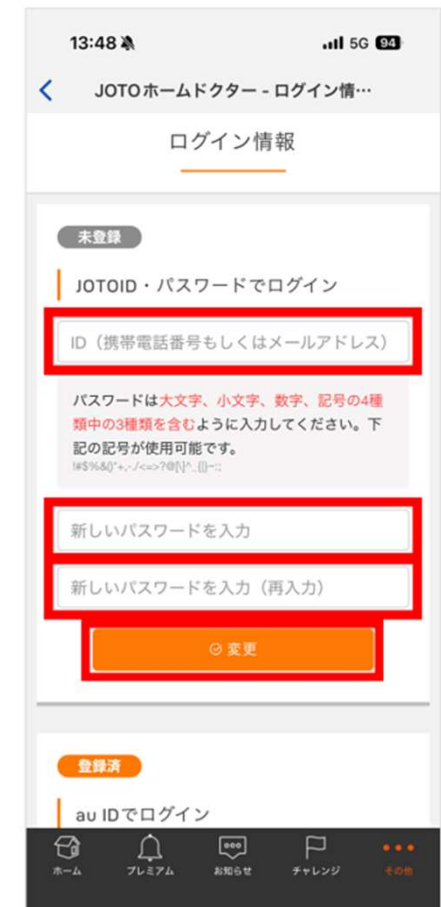 13:48
5G 94
JOTOホームドクター - ログイン情…
ログイン情報
未登録
JOTOID・パスワードでログイン
ID（携帯電話番号もしくはメールアドレス）
パスワードは大文字、小文字、数字、記号の4種
類中の3種類を含むように入力してください。下
記の記号が使用可能です。
新しいパスワードを入力
新しいパスワードを入力（再入力）
変更
登録済
au IDでログイン
ホーム プレミアム お知らせ チャレンジ その他